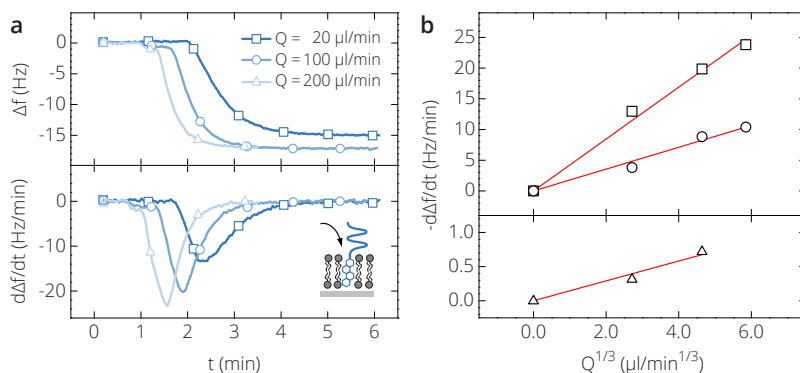 a
Q = 20 µl/min
Q = 100 µl/min
Q = 200 µl/min
0
-5
-10
-15
Δf
(Hz)
0
-10
-20
dΔf/dt (Hz/min)
0 1 2 3 4 5 6
t (min)
b
25
20
15
10
5
0
1.0
0.5
0.0
-dΔf/dt (Hz/min)
0.0 2.0 4.0 6.0
Q^1/3 (µl/min^1/3)